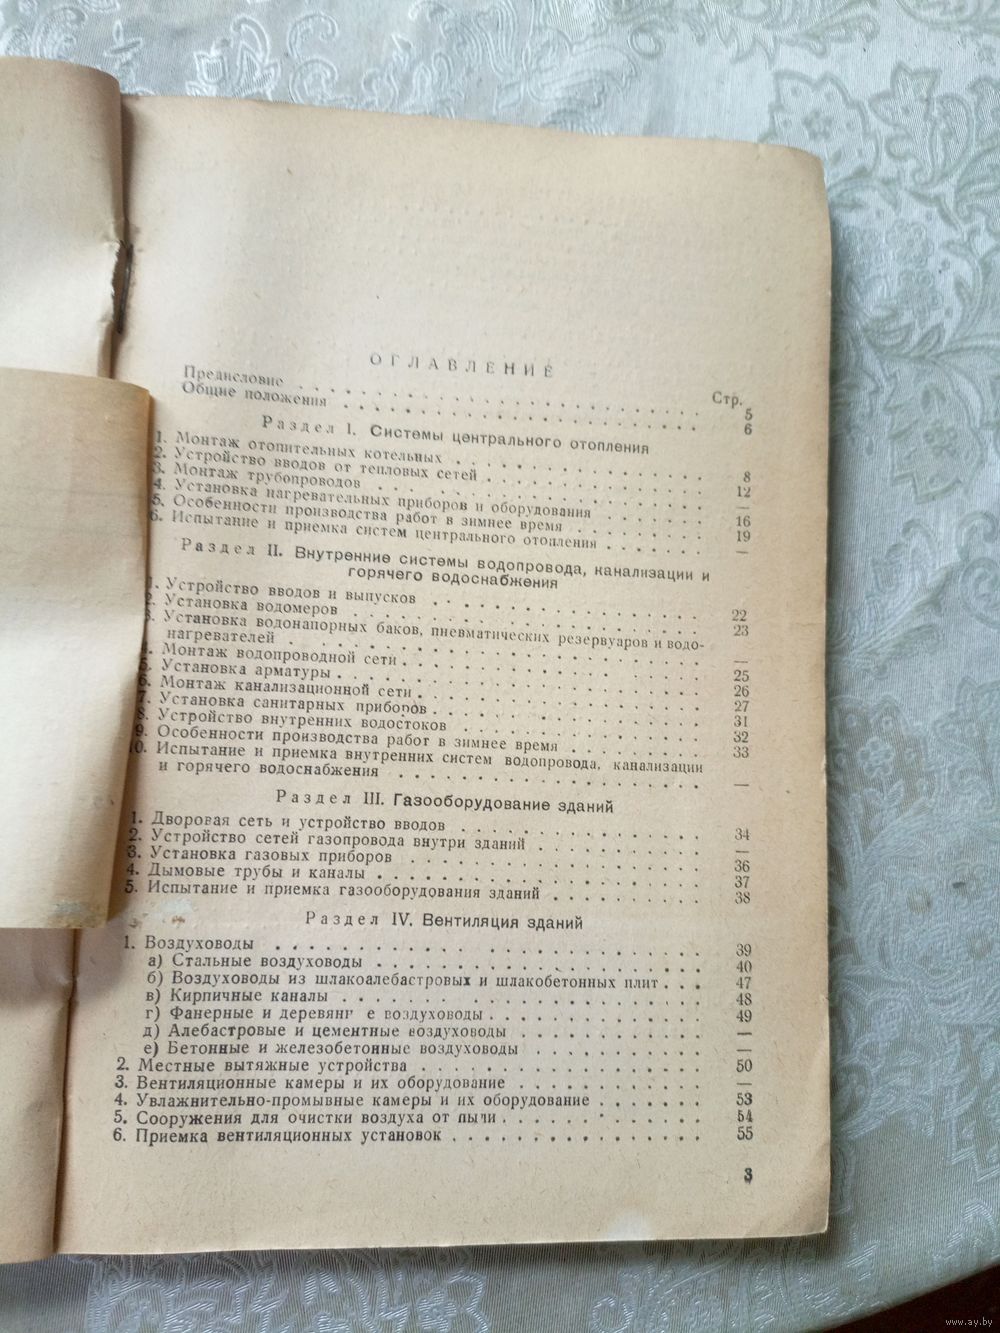 ОГЛАВЛЕНИЕ
Стр.
Предисловие . . . . . . . . . . . . . . . . . . . . 5
Общие положения . . . . . . . . . . . . . . . . . . 6
Раздел I. Системы центрального отопления
1. Монтаж отопительных котельных . . . . . . . . . . . 8
2. Устройство вводов от тепловых сетей . . . . . . . . . 12
3. Монтаж трубопроводов . . . . . . . . . . . . . . . —
4. Установка нагревательных приборов и оборудования . . . . . . 16
5. Особенности производства работ в зимнее время . . . . . . . 19
6. Испытание и приемка систем центрального отопления . . . . . . —
Раздел II. Внутренние системы водопровода, канализации и
горячего водоснабжения
1. Устройство вводов и выпусков . . . . . . . . . . . . 22
2. Установка водомеров . . . . . . . . . . . . . . . 23
3. Установка водонапорных баков, пневматических резервуаров и водо-
нагревателей . . . . . . . . . . . . . . . . . . —
4. Монтаж водопроводной сети . . . . . . . . . . . . . 25
5. Установка арматуры . . . . . . . . . . . . . . . . 26
6. Монтаж канализационной сети . . . . . . . . . . . . . 27
7. Установка санитарных приборов . . . . . . . . . . . . 31
8. Устройство внутренних водостоков . . . . . . . . . . . 32
9. Особенности производства работ в зимнее время . . . . . . . 33
10. Испытание и приемка внутренних систем водопровода, канализации
и горячего водоснабжения . . . . . . . . . . . . . . —
Раздел III. Газооборудование зданий
1. Дворовая сеть и устройство вводов . . . . . . . . . . . 34
2. Устройство сетей газопровода внутри зданий . . . . . . . . —
3. Установка газовых приборов . . . . . . . . . . . . . 36
4. Дымовые трубы и каналы . . . . . . . . . . . . . . 37
5. Испытание и приемка газооборудования зданий . . . . . . . . 38
Раздел IV. Вентиляция зданий
1. Воздуховоды . . . . . . . . . . . . . . . . . . . 39
а) Стальные воздуховоды . . . . . . . . . . . . . . . 40
б) Воздуховоды из шлакоалебастровых и шлакобетонных плит . . . 47
в) Кирпичные каналы . . . . . . . . . . . . . . . . 48
г) Фанерные и деревянг е воздуховоды . . . . . . . . . . 49
д) Алебастровые и цементные воздуховоды . . . . . . . . . —
е) Бетонные и железобетонные воздуховоды . . . . . . . . —
2. Местные вытяжные устройства . . . . . . . . . . . . . 50
3. Вентиляционные камеры и их оборудование . . . . . . . . . —
4. Увлажнительно-промывные камеры и их оборудование . . . . . . 53
5. Сооружения для очистки воздуха от пыли . . . . . . . . . . 54
6. Приемка вентиляционных установок . . . . . . . . . . . . 55
3
www.ay.by